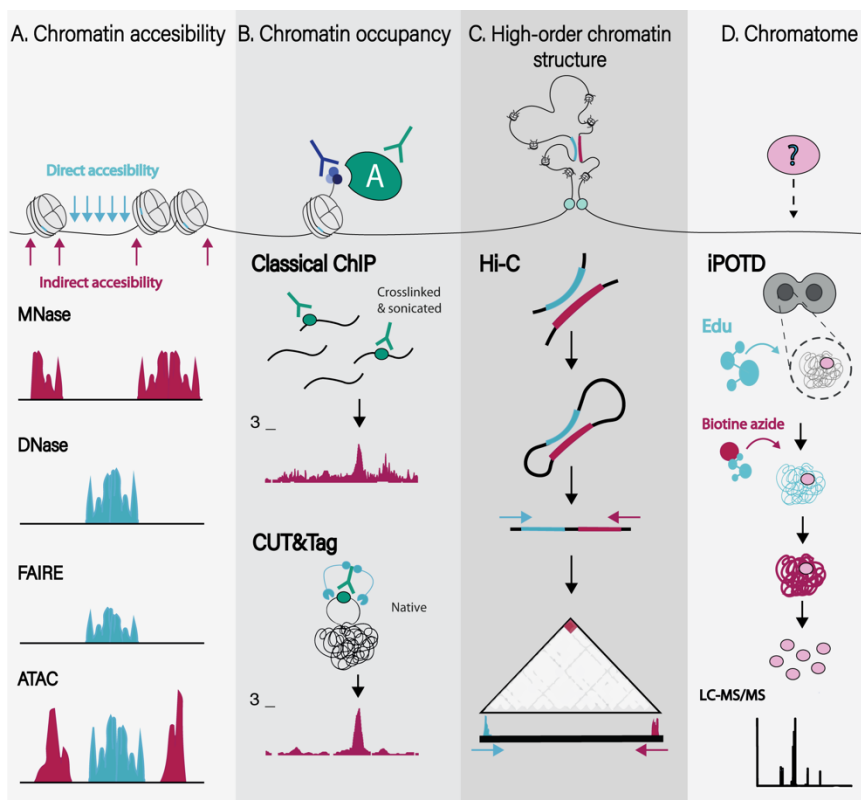 A. Chromatin accesibility
Direct accesibility
Indirect accesibility
MNase
DNase
FAIRE
ATAC
B. Chromatin occupancy
A
Classical ChIP
Crosslinked
& sonicated
3
CUT&Tag
Native
3
C. High-order chromatin
structure
Hi-C
D. Chromatome
?
iPOTD
Edu
Biotine azide
LC-MS/MS